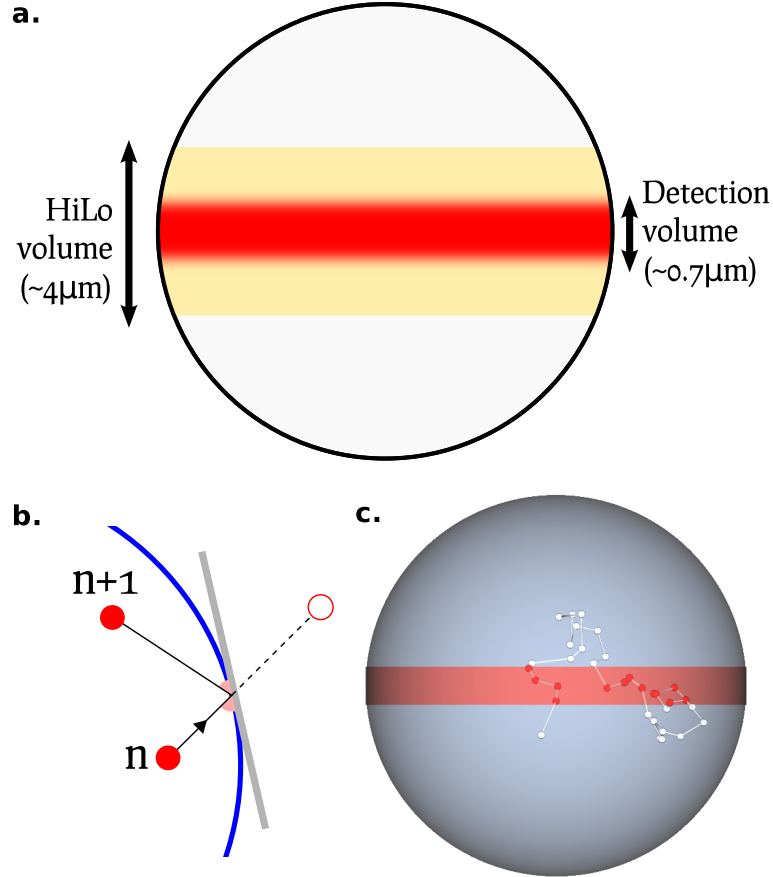 a.
HiLo
volume
(~4μm)
Detection
volume
(~0.7μm)
b.
n+1
n
c.